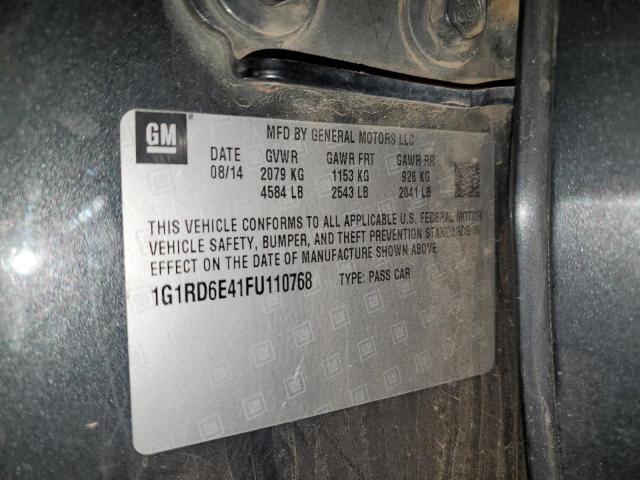 GM
MFD BY GENERAL MOTORS LLC
DATE GVWR GAWR FRT GAWR RR
08/14 2079 KG 1153 KG 926 KG
4584 LB 2543 LB 2041 LB
THIS VEHICLE CONFORMS TO ALL APPLICABLE U.S. FEDERAL MOTOR
VEHICLE SAFETY, BUMPER, AND THEFT PREVENTION STANDARDS IN
EFFECT ON THE DATE OF MANUFACTURE SHOWN ABOVE.
1G1RD6E41FU110768 TYPE: PASS CAR